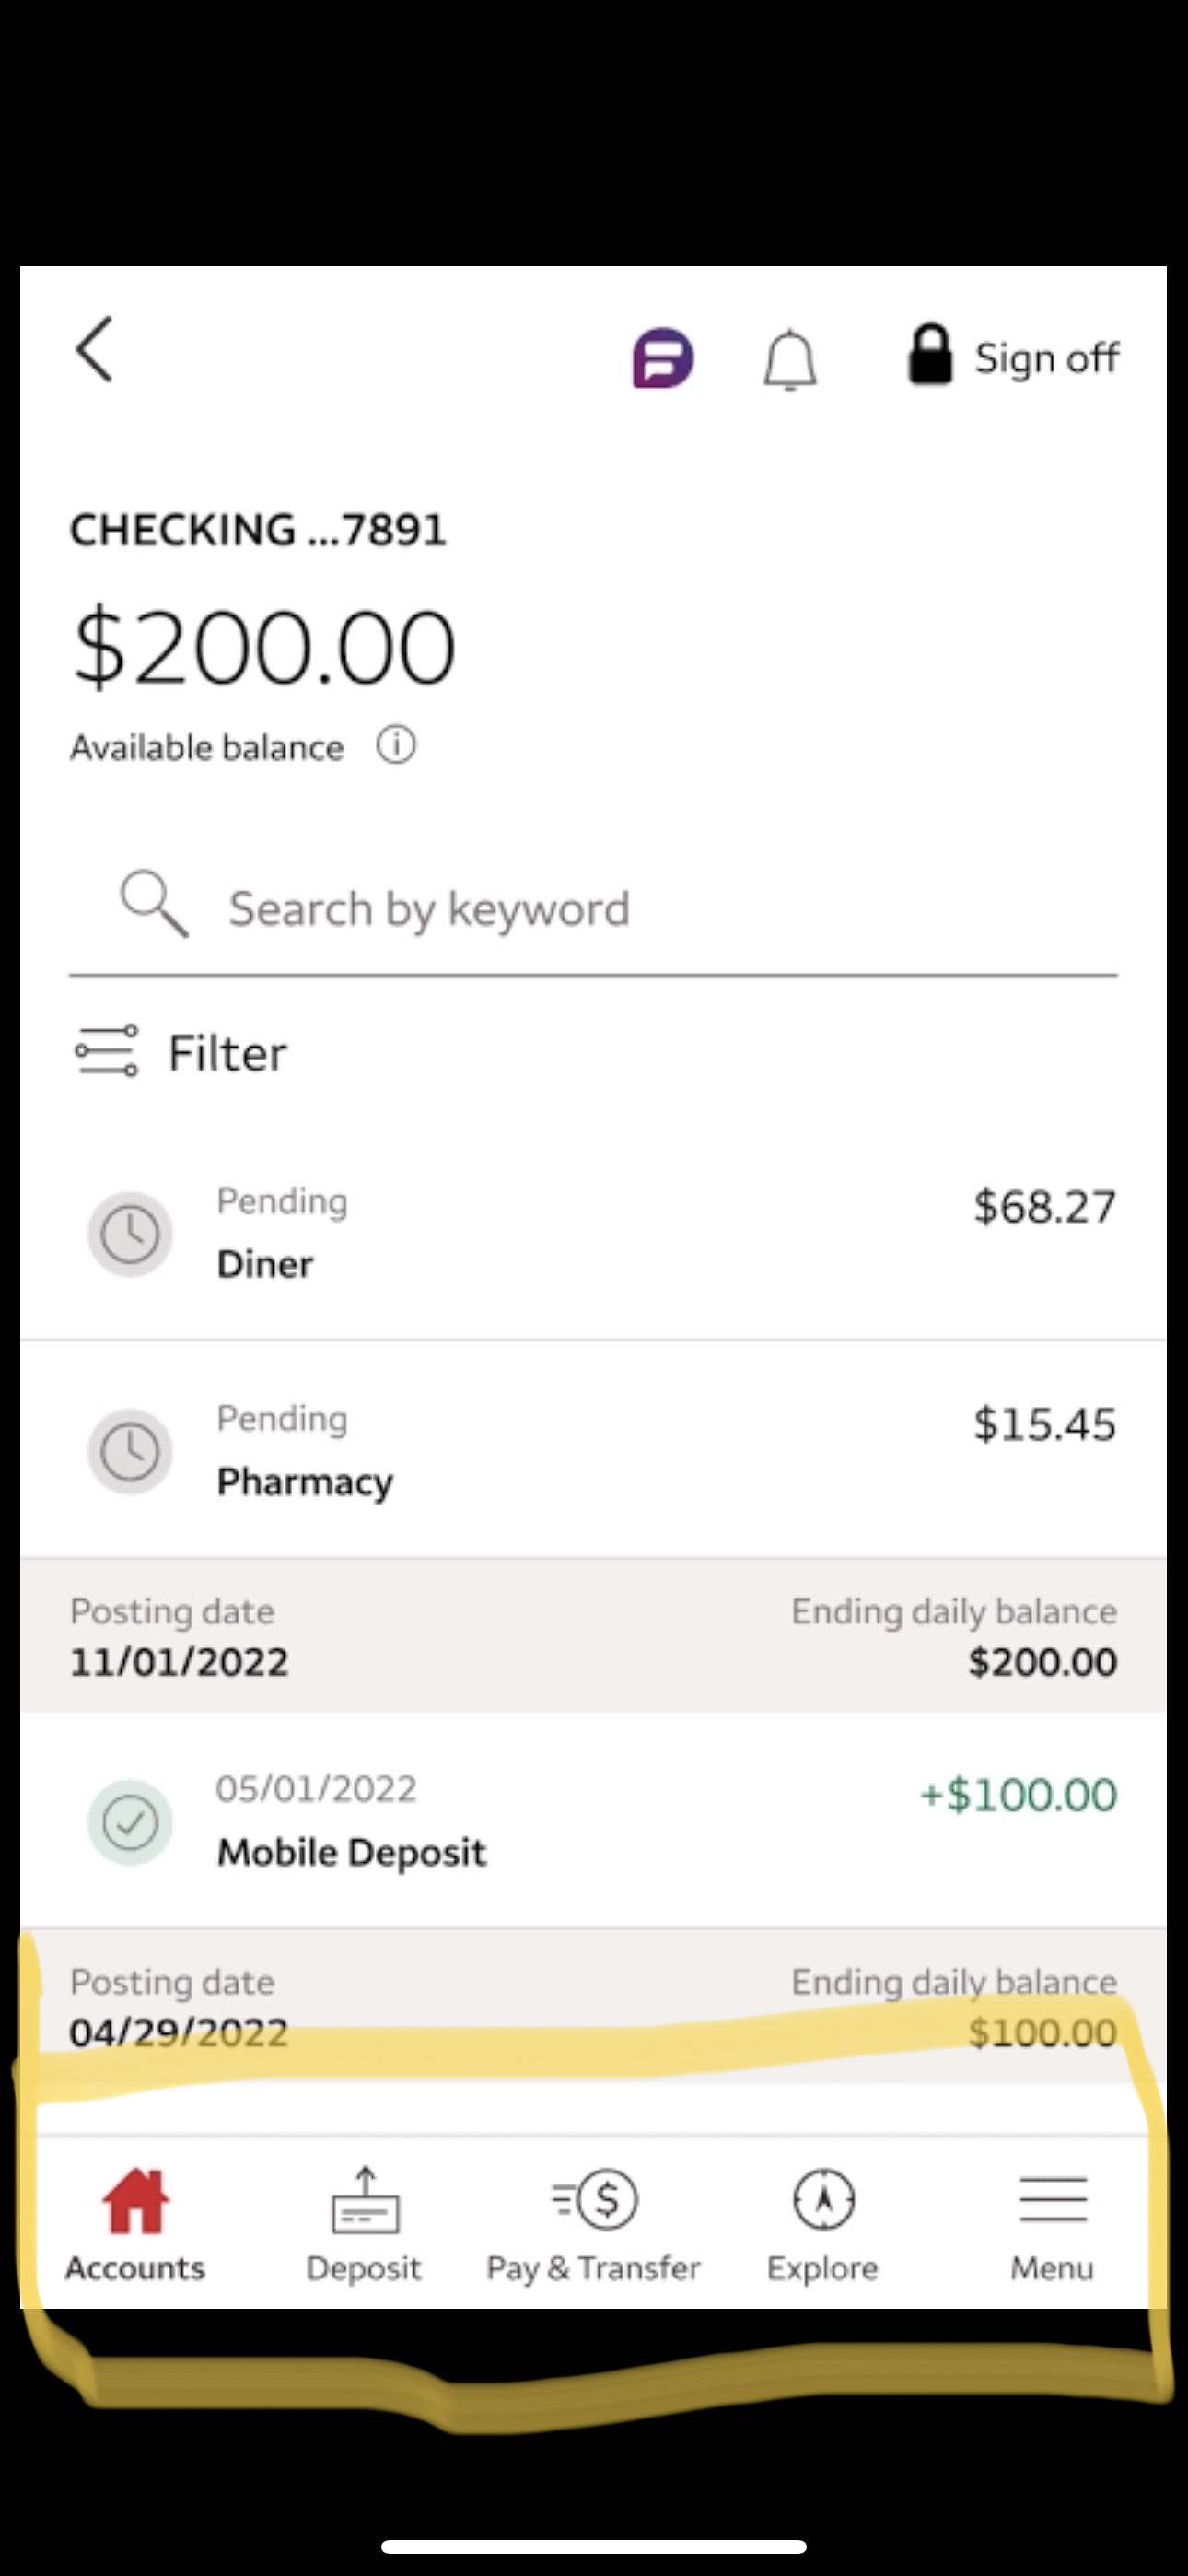 Sign off
CHECKING ...7891
$200.00
Available balance
Search by keyword
Filter
Pending $68.27
Diner
Pending $15.45
Pharmacy
Posting date Ending daily balance
11/01/2022 $200.00
05/01/2022 +$100.00
Mobile Deposit
Posting date Ending daily balance
04/29/2022 $100.00
Accounts Deposit Pay & Transfer Explore Menu